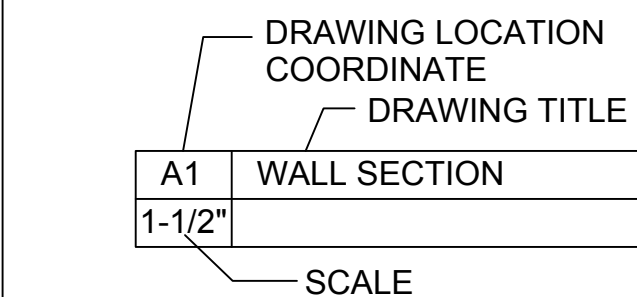 DRAWING LOCATION
COORDINATE
DRAWING TITLE
A1 WALL SECTION
1-1/2"
SCALE